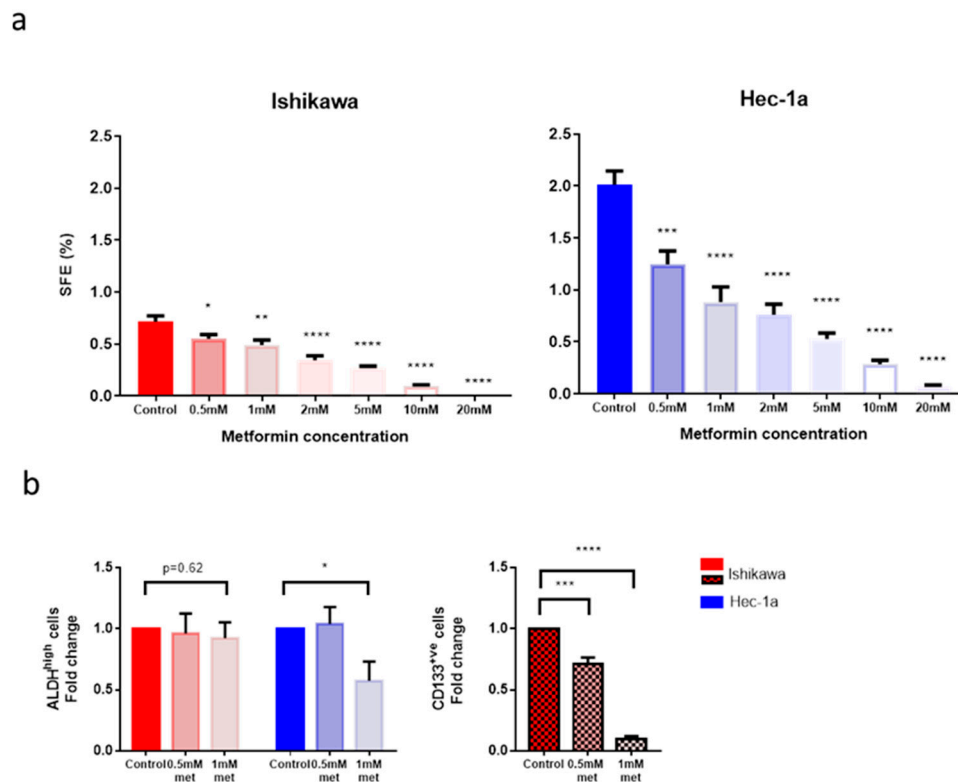 a
Ishikawa
SFE (%)
2.5
2.0
1.5
1.0
0.5
0.0
*
**
****
****
****
****
Control 0.5mM 1mM 2mM 5mM 10mM 20mM
Metformin concentration
Hec-1a
2.5
2.0
1.5
1.0
0.5
0.0
***
****
****
****
****
****
Control 0.5mM 1mM 2mM 5mM 10mM 20mM
Metformin concentration
b
ALDHhigh cells
Fold change
1.5
1.0
0.5
0.0
p=0.62
*
Control 0.5mM 1mM Control 0.5mM 1mM
met met met met
CD133+ve cells
Fold change
1.5
1.0
0.5
0.0
****
***
Control 0.5mM 1mM
met met
Ishikawa
Hec-1a